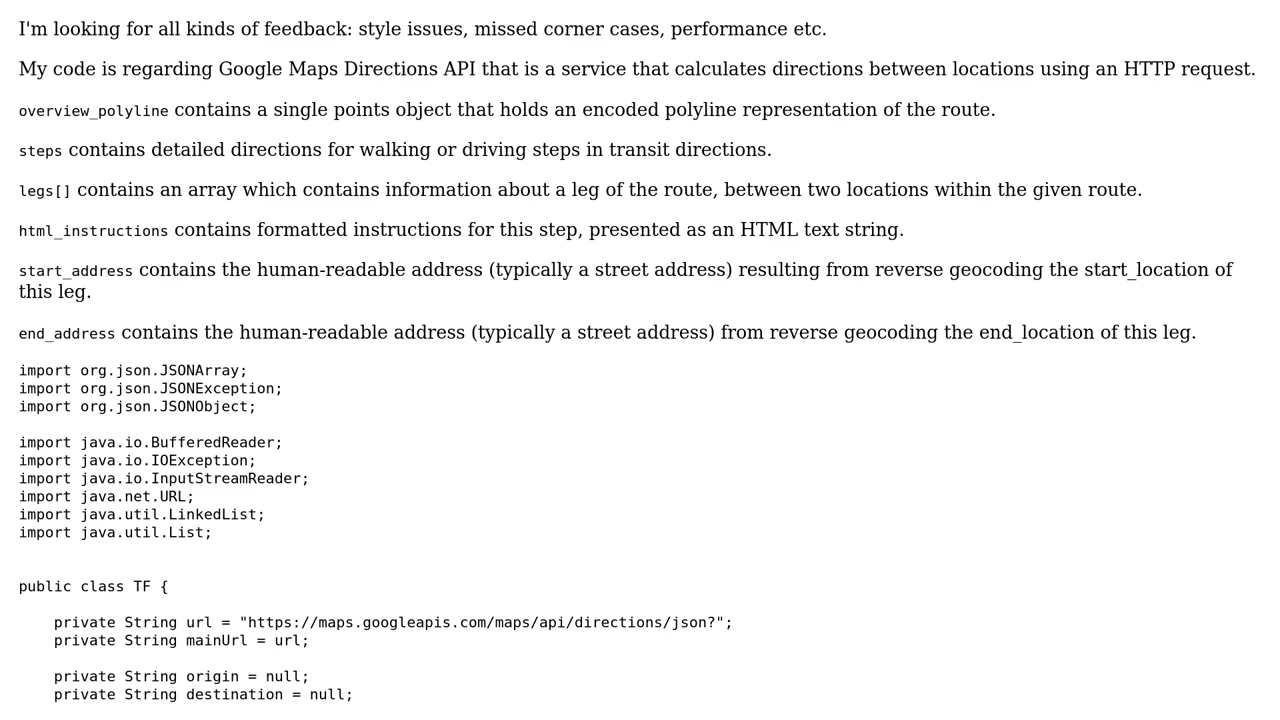 I'm looking for all kinds of feedback: style issues, missed corner cases, performance etc.
My code is regarding Google Maps Directions API that is a service that calculates directions between locations using an HTTP request.
overview_polyline contains a single points object that holds an encoded polyline representation of the route.
steps contains detailed directions for walking or driving steps in transit directions.
legs[] contains an array which contains information about a leg of the route, between two locations within the given route.
html_instructions contains formatted instructions for this step, presented as an HTML text string.
start_address contains the human-readable address (typically a street address) resulting from reverse geocoding the start_location of
this leg.
end_address contains the human-readable address (typically a street address) from reverse geocoding the end_location of this leg.
import org.json.JSONArray;
import org.json.JSONException;
import org.json.JSONObject;

import java.io.BufferedReader;
import java.io.IOException;
import java.io.InputStreamReader;
import java.net.URL;
import java.util.LinkedList;
import java.util.List;


public class TF {

    private String url = "https://maps.googleapis.com/maps/api/directions/json?";
    private String mainUrl = url;

    private String origin = null;
    private String destination = null;